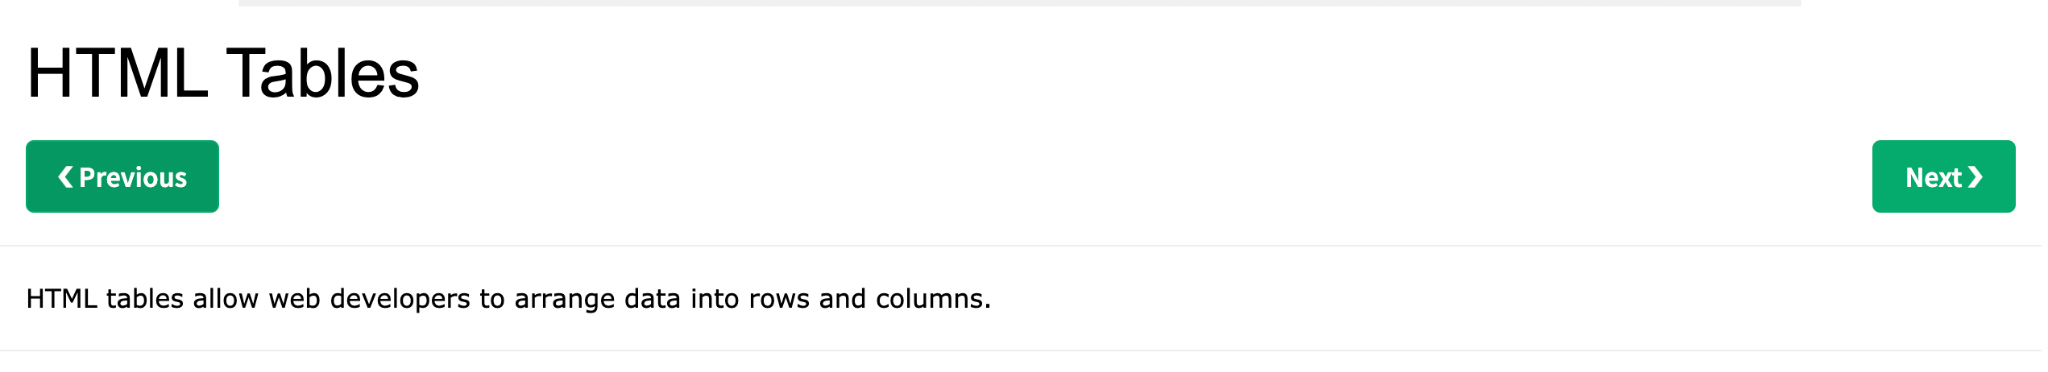 HTML Tables
❮ Previous
Next ❯
HTML tables allow web developers to arrange data into rows and columns.